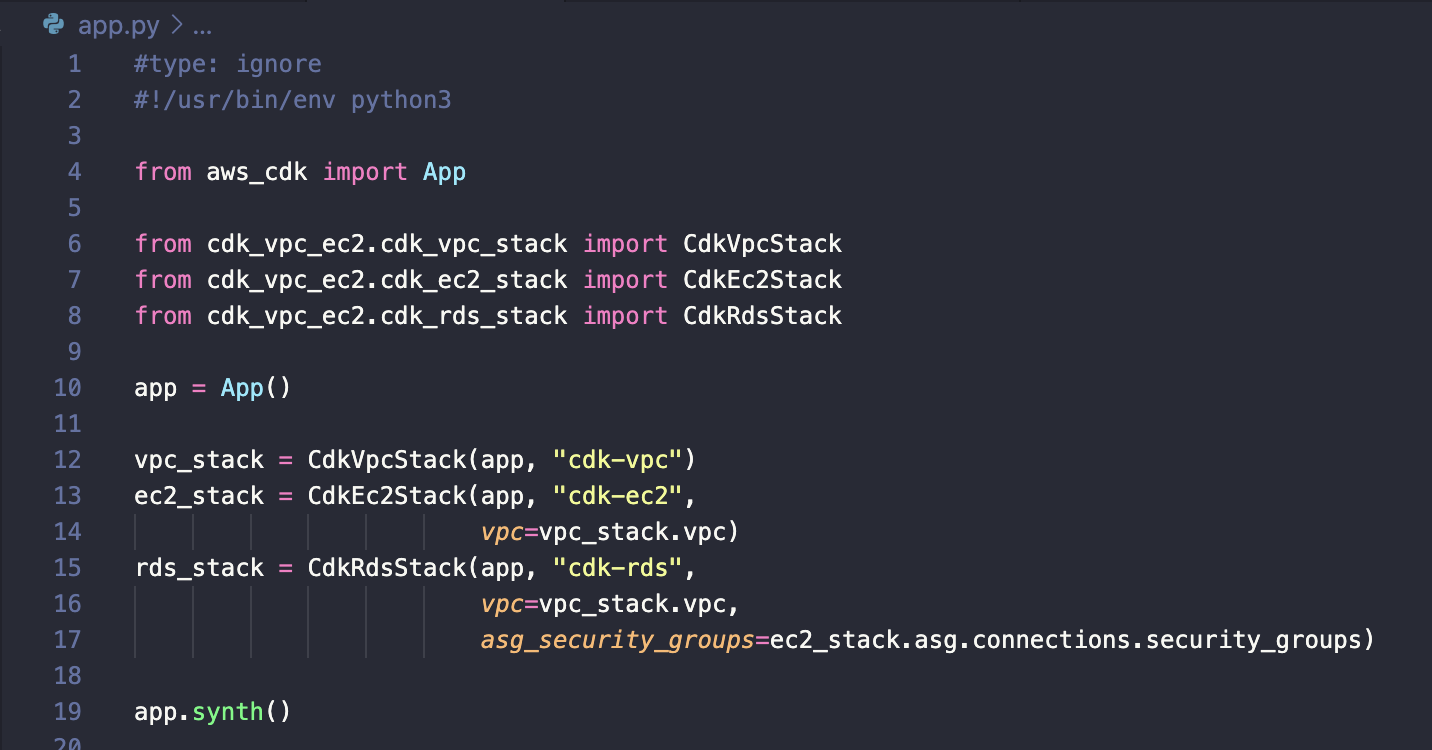 app.py > ...
1 #type: ignore
2 #!/usr/bin/env python3
3
4 from aws_cdk import App
5
6 from cdk_vpc_ec2.cdk_vpc_stack import CdkVpcStack
7 from cdk_vpc_ec2.cdk_ec2_stack import CdkEc2Stack
8 from cdk_vpc_ec2.cdk_rds_stack import CdkRdsStack
9
10 app = App()
11
12 vpc_stack = CdkVpcStack(app, "cdk-vpc")
13 ec2_stack = CdkEc2Stack(app, "cdk-ec2",
14                         vpc=vpc_stack.vpc)
15 rds_stack = CdkRdsStack(app, "cdk-rds",
16                         vpc=vpc_stack.vpc,
17                         asg_security_groups=ec2_stack.asg.connections.security_groups)
18
19 app.synth()
20